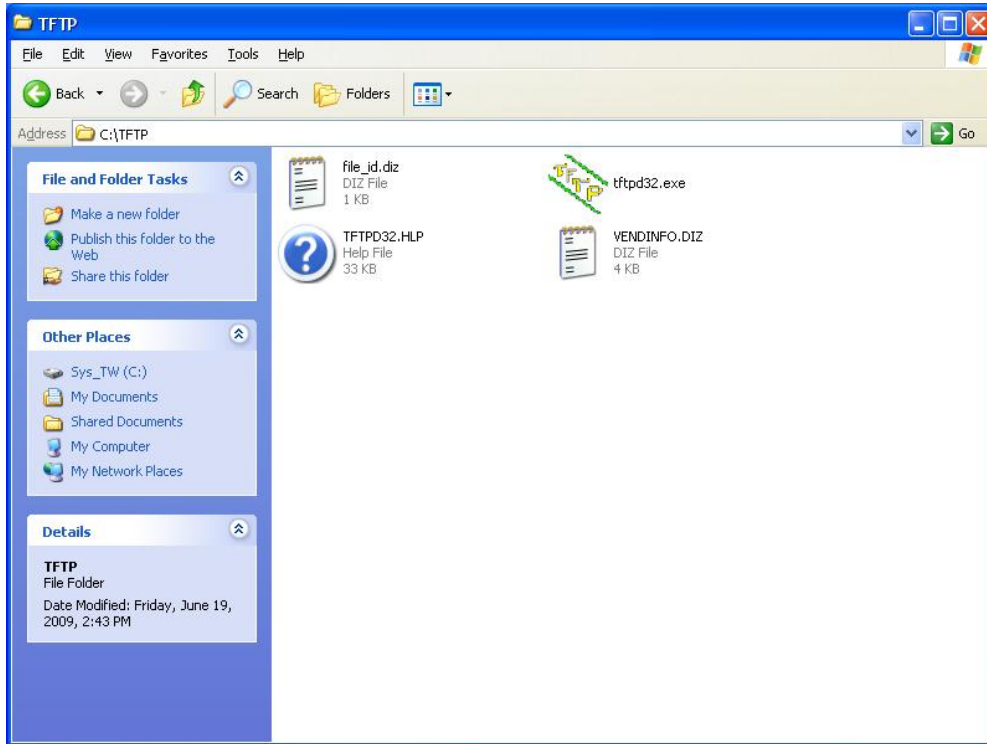 TFTP
File Edit View Favorites Tools Help
Back Search Folders
Address C:\TFTP Go
File and Folder Tasks
Make a new folder
Publish this folder to the
Web
Share this folder
Other Places
Sys_TW (C:)
My Documents
Shared Documents
My Computer
My Network Places
Details
TFTP
File Folder
Date Modified: Friday, June 19,
2009, 2:43 PM
file_id.diz
DIZ File
1 KB
TFTP
tftpd32.exe
TFTPD32.HLP
Help File
33 KB
VENDINFO.DIZ
DIZ File
4 KB